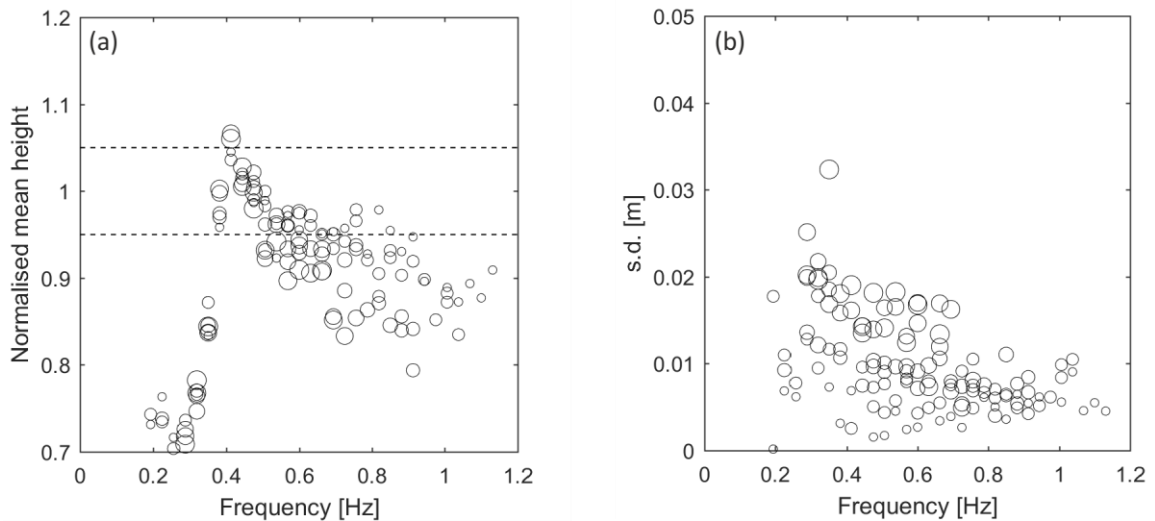 (a)
Normalised mean height
1.2
1.1
1
0.9
0.8
0.7
0 0.2 0.4 0.6 0.8 1 1.2
Frequency [Hz]
(b)
s.d. [m]
0.05
0.04
0.03
0.02
0.01
0
0 0.2 0.4 0.6 0.8 1 1.2
Frequency [Hz]